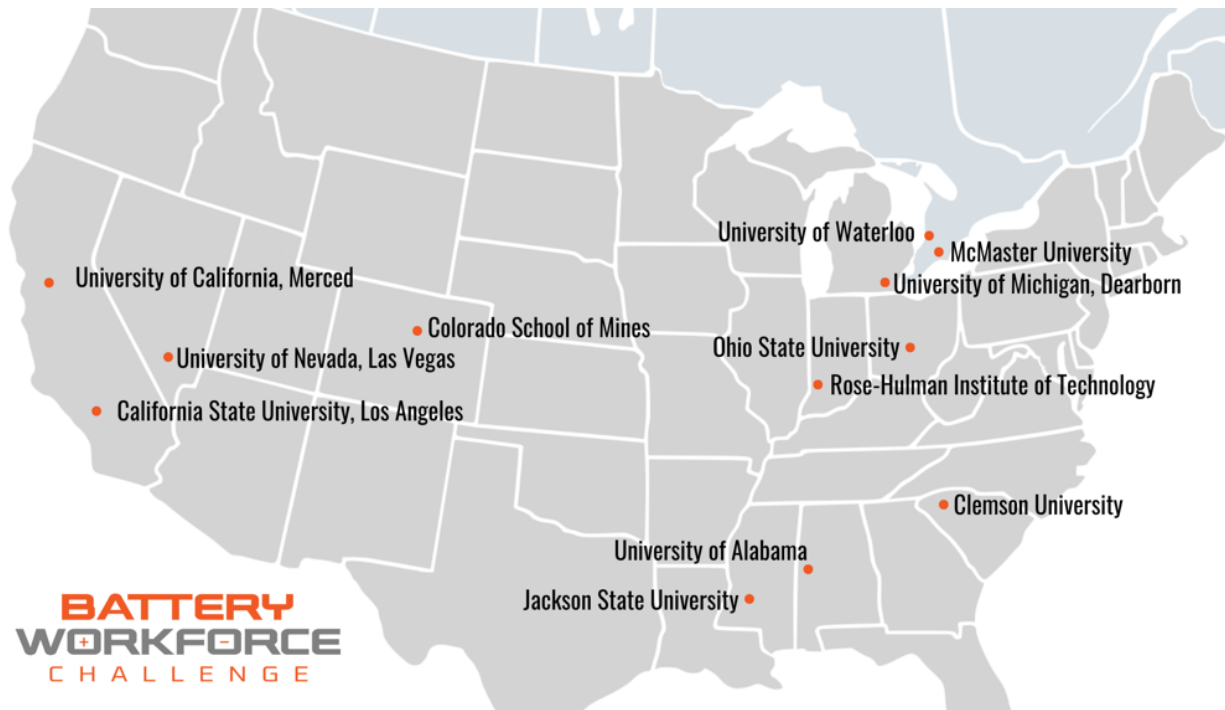 University of Waterloo
McMaster University
University of California, Merced
University of Michigan, Dearborn
Colorado School of Mines
Ohio State University
University of Nevada, Las Vegas
Rose-Hulman Institute of Technology
California State University, Los Angeles
Clemson University
University of Alabama
Jackson State University
BATTERY
WORKFORCE
CHALLENGE